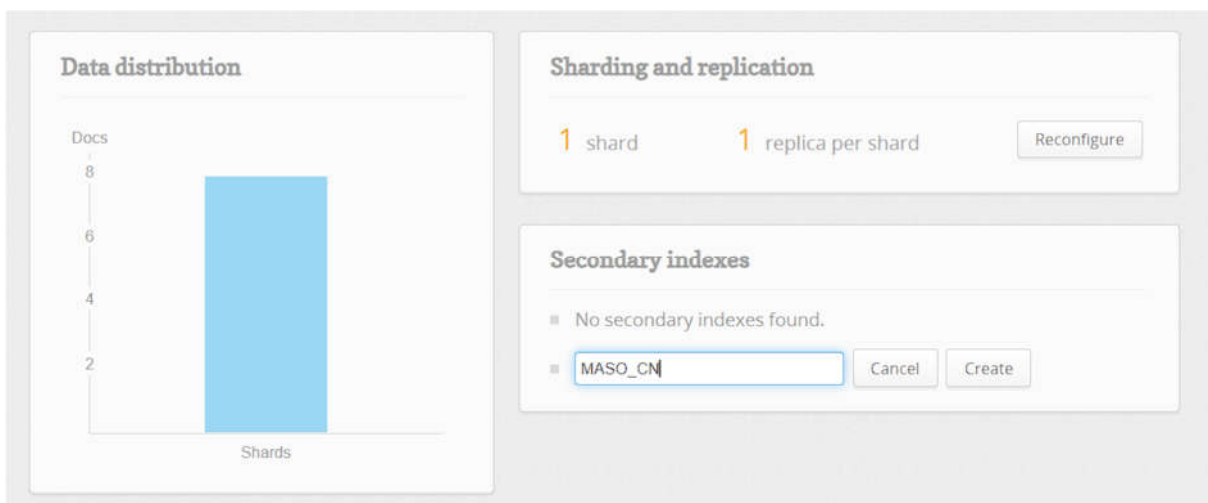 Data distribution
Docs
8
6
4
2
Shards
Sharding and replication
1 shard 1 replica per shard Reconfigure
Secondary indexes
No secondary indexes found.
MASO_CN Cancel Create